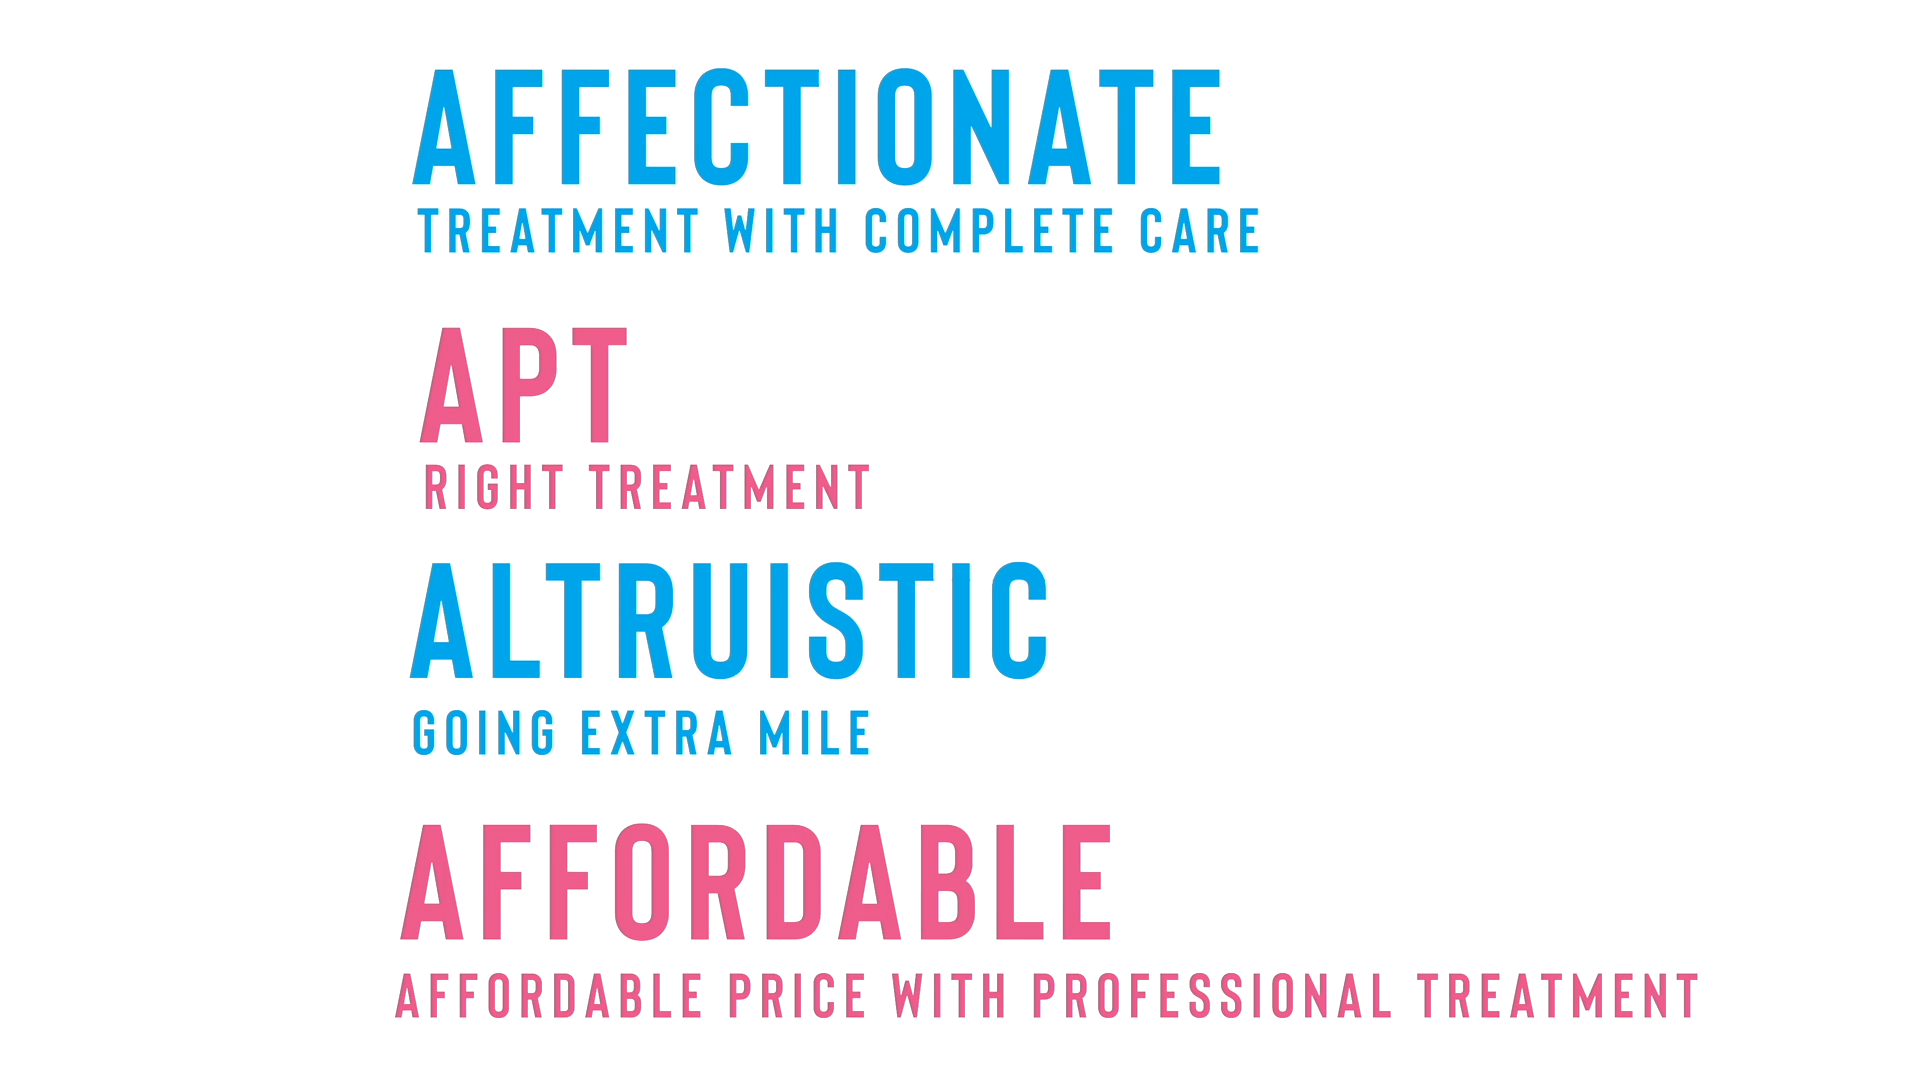 AFFECTIONATE
TREATMENT WITH COMPLETE CARE
APT
RIGHT TREATMENT
ALTRUISTIC
GOING EXTRA MILE
AFFORDABLE
AFFORDABLE PRICE WITH PROFESSIONAL TREATMENT